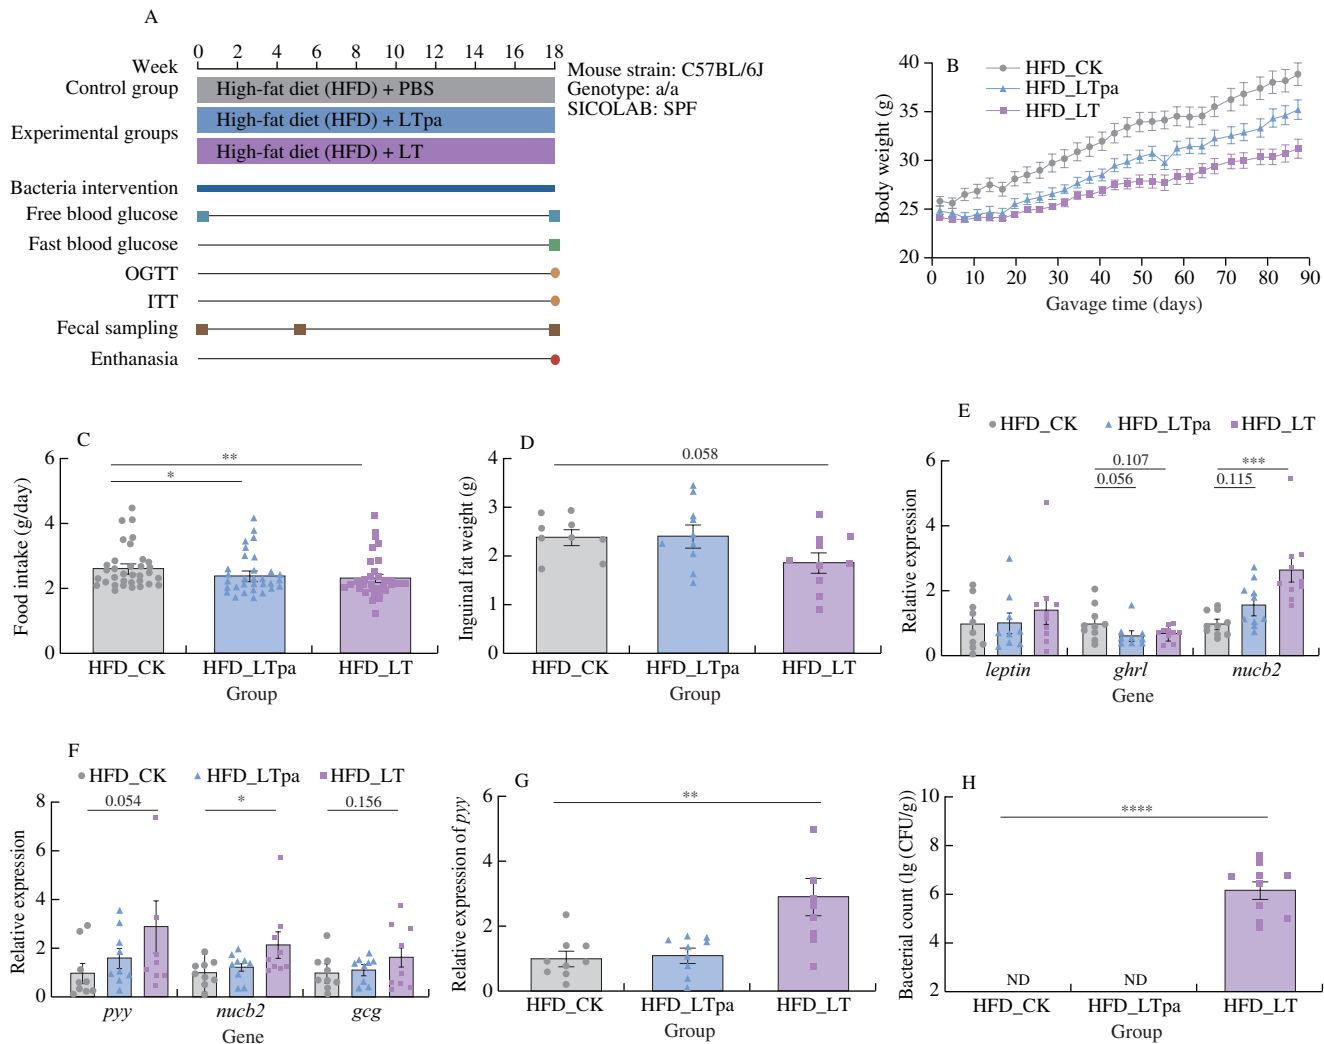 A
Week
0 2 4 6 8 10 12 14 16 18
Control group
High-fat diet (HFD) + PBS
Experimental groups
High-fat diet (HFD) + LTpa
High-fat diet (HFD) + LT
Mouse strain: C57BL/6J
Genotype: a/a
SICOLAB: SPF
Bacteria intervention
Free blood glucose
Fast blood glucose
OGTT
ITT
Fecal sampling
Enthanasia
B
HFD_CK
HFD_LTpa
HFD_LT
Body weight (g)
40
35
30
25
20
0 10 20 30 40 50 60 70 80 90
Gavage time (days)
C
Food intake (g/day)
6
4
2
0
**
*
HFD_CK HFD_LTpa HFD_LT
Group
D
Inguinal fat weight (g)
4
3
2
1
0
0.058
HFD_CK HFD_LTpa HFD_LT
Group
E
HFD_CK HFD_LTpa HFD_LT
Relative expression
6
4
2
0
0.107
0.056
***
0.115
leptin ghrl nucb2
Gene
F
HFD_CK HFD_LTpa HFD_LT
Relative expression
8
6
4
2
0
0.054
*
0.156
pyy nucb2 gcg
Gene
G
Relative expression of pyy
6
4
2
0
**
HFD_CK HFD_LTpa HFD_LT
Group
H
Bacterial count (lg (CFU/g))
10
8
6
4
2
****
ND ND
HFD_CK HFD_LTpa HFD_LT
Group